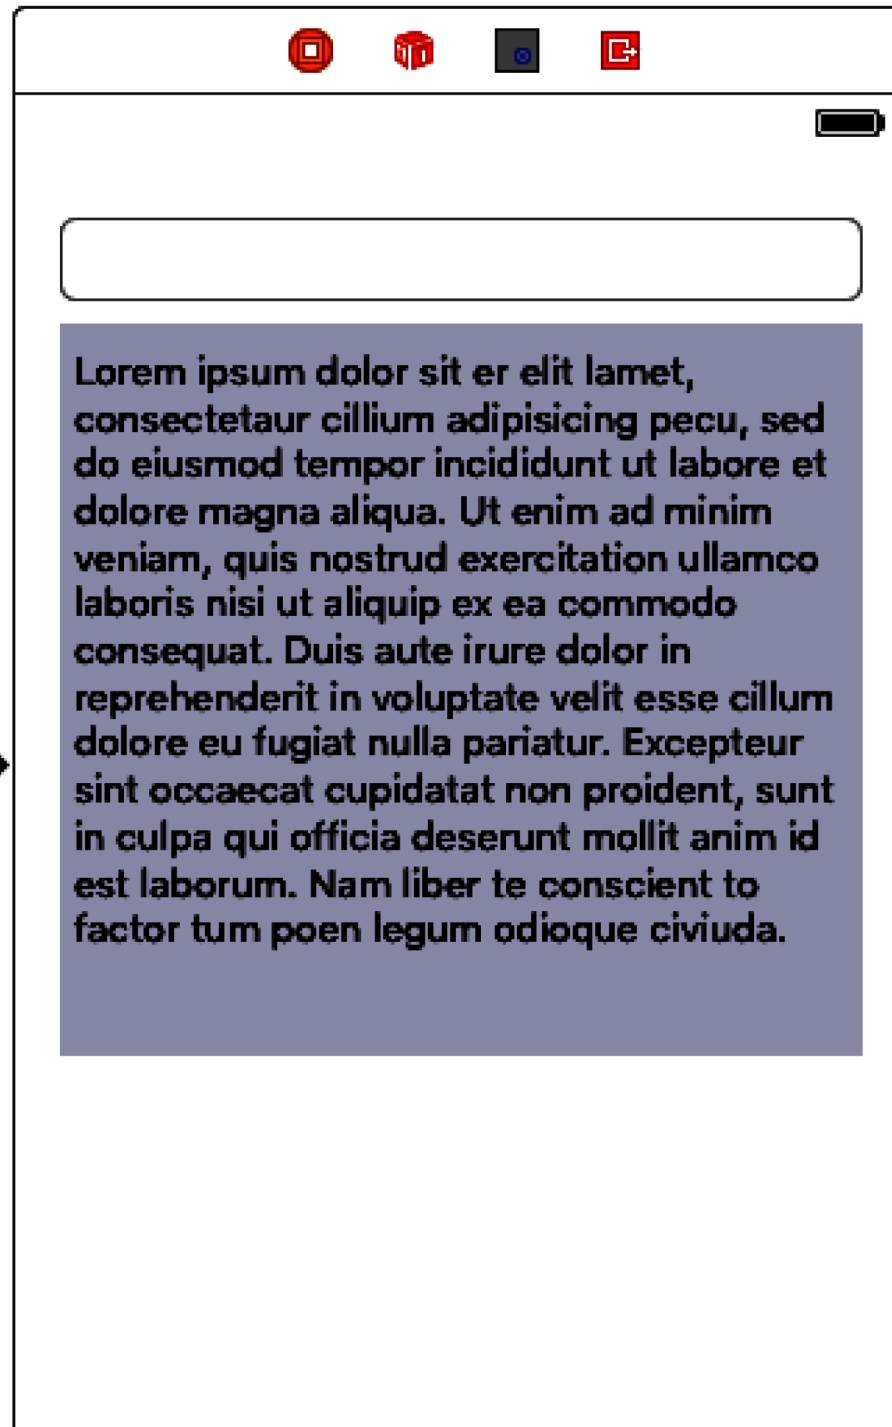 Lorem ipsum dolor sit er elit lamet,
consectetaur cillium adipisicing pecu, sed
do eiusmod tempor incididunt ut labore et
dolore magna aliqua. Ut enim ad minim
veniam, quis nostrud exercitation ullamco
laboris nisi ut aliquip ex ea commodo
consequat. Duis aute irure dolor in
reprehenderit in voluptate velit esse cillum
dolore eu fugiat nulla pariatur. Excepteur
sint occaecat cupidatat non proident, sunt
in culpa qui officia deserunt mollit anim id
est laborum. Nam liber te conscient to
factor tum poen legum odioque civiuda.